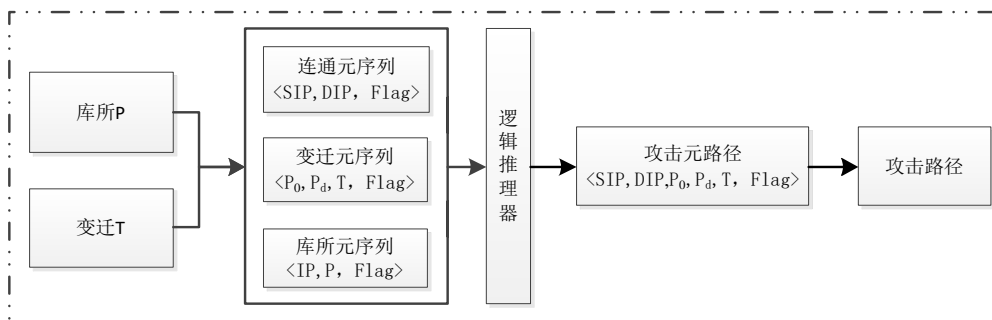 库所P
变迁T
连通元序列
<SIP,DIP, Flag>
变迁元序列
<P₀,P_d,T, Flag>
库所元序列
<IP,P, Flag>
逻辑推理器
攻击元路径
<SIP,DIP,P₀,P_d,T, Flag>
攻击路径